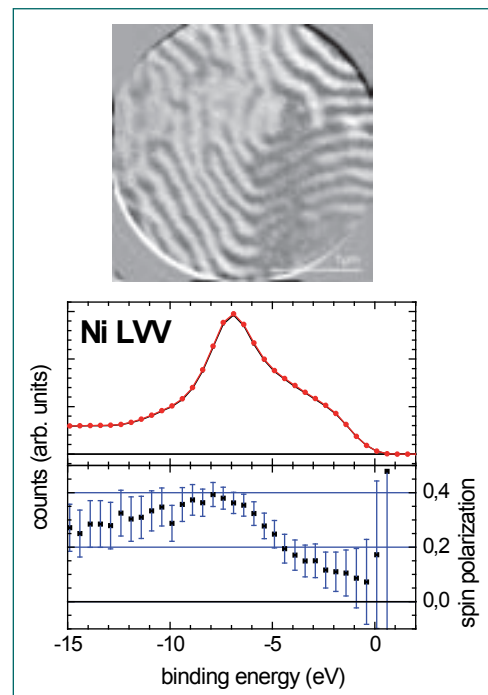 1µm
Ni LVV
counts (arb. units)
0,4
0,2
0,0
spin polarization
-15
-10
-5
0
binding energy (eV)